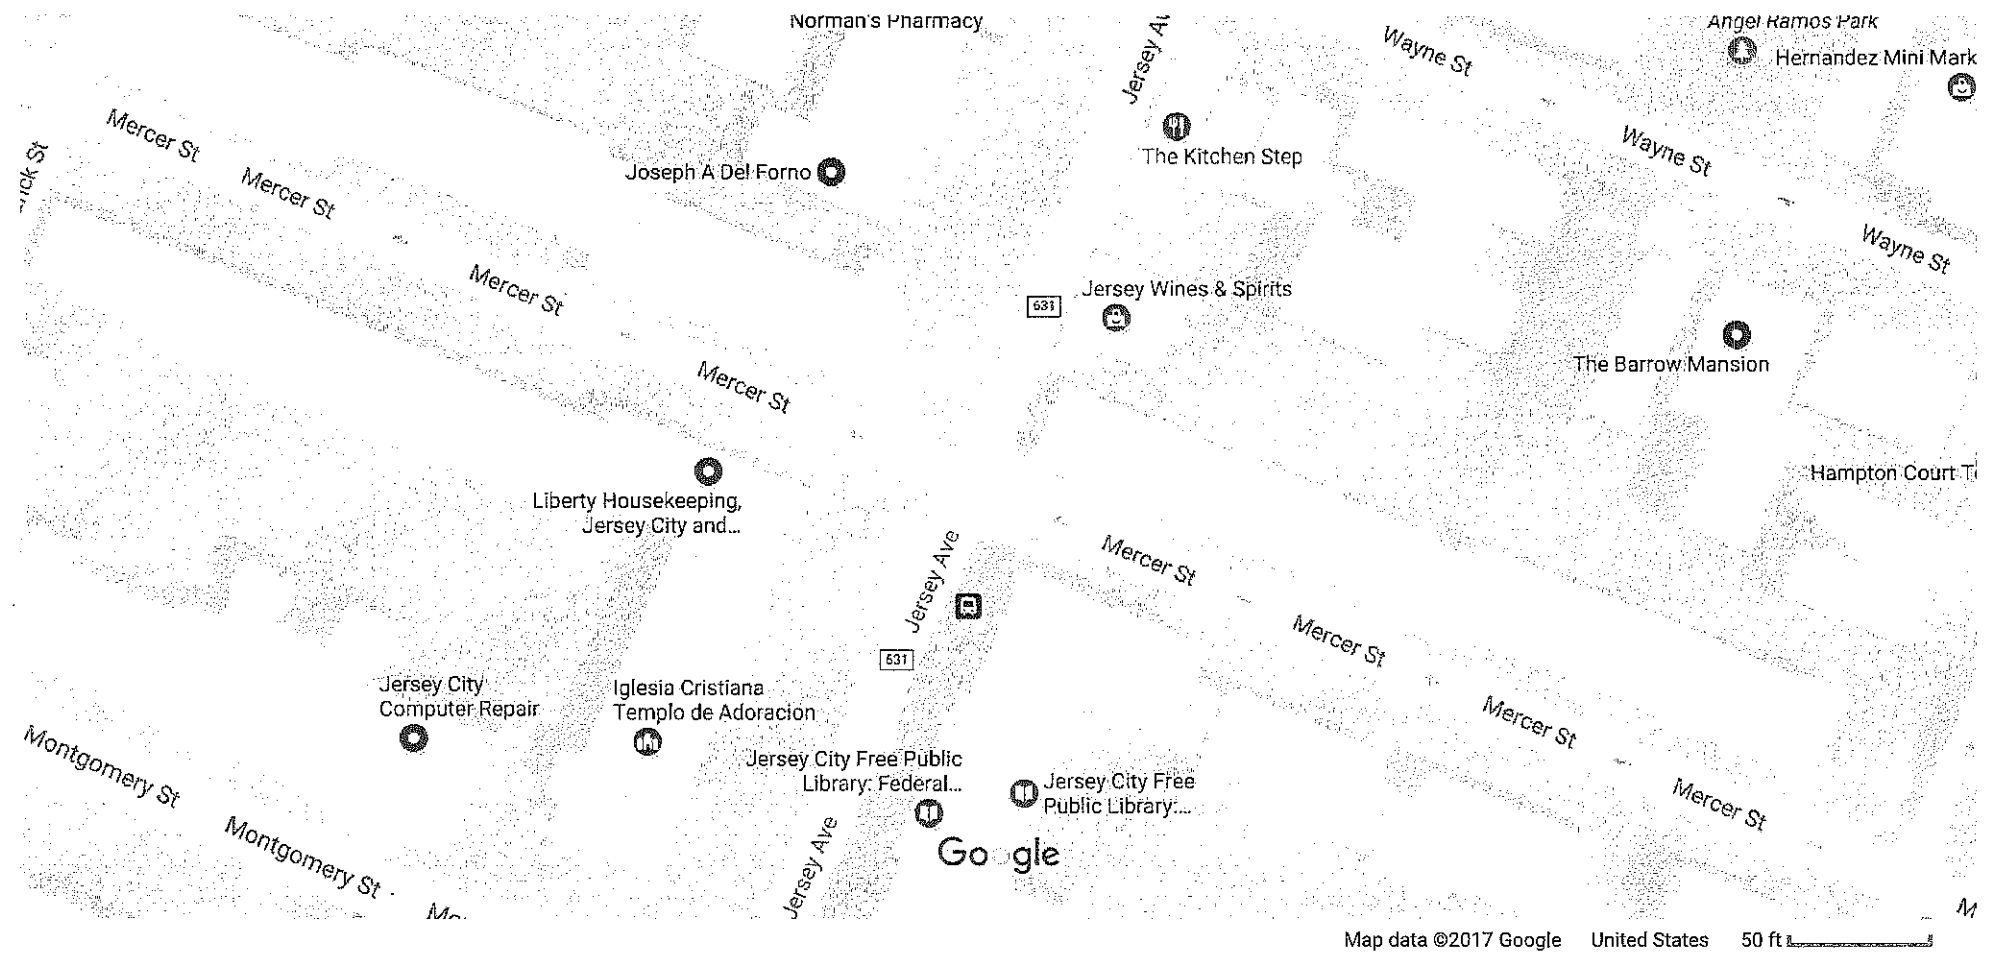 Norman's Pharmacy
Jersey Av
Wayne St
Angel Ramos Park
Hernandez Mini Mark
Mercer St
The Kitchen Step
Wayne St
Joseph A Del Forno
Mercer St
Wayne St
Mercer St
Jersey Wines & Spirits
631
The Barrow Mansion
Mercer St
Liberty Housekeeping,
Jersey City and...
Hampton Court T
Jersey Ave
Mercer St
Mercer St
631
Jersey City
Computer Repair
Iglesia Cristiana
Templo de Adoracion
Mercer St
Montgomery St
Jersey City Free Public
Library: Federal...
Jersey City Free
Public Library:...
Mercer St
Google
Montgomery St
Jersey Ave
Map data ©2017 Google United States 50 ft